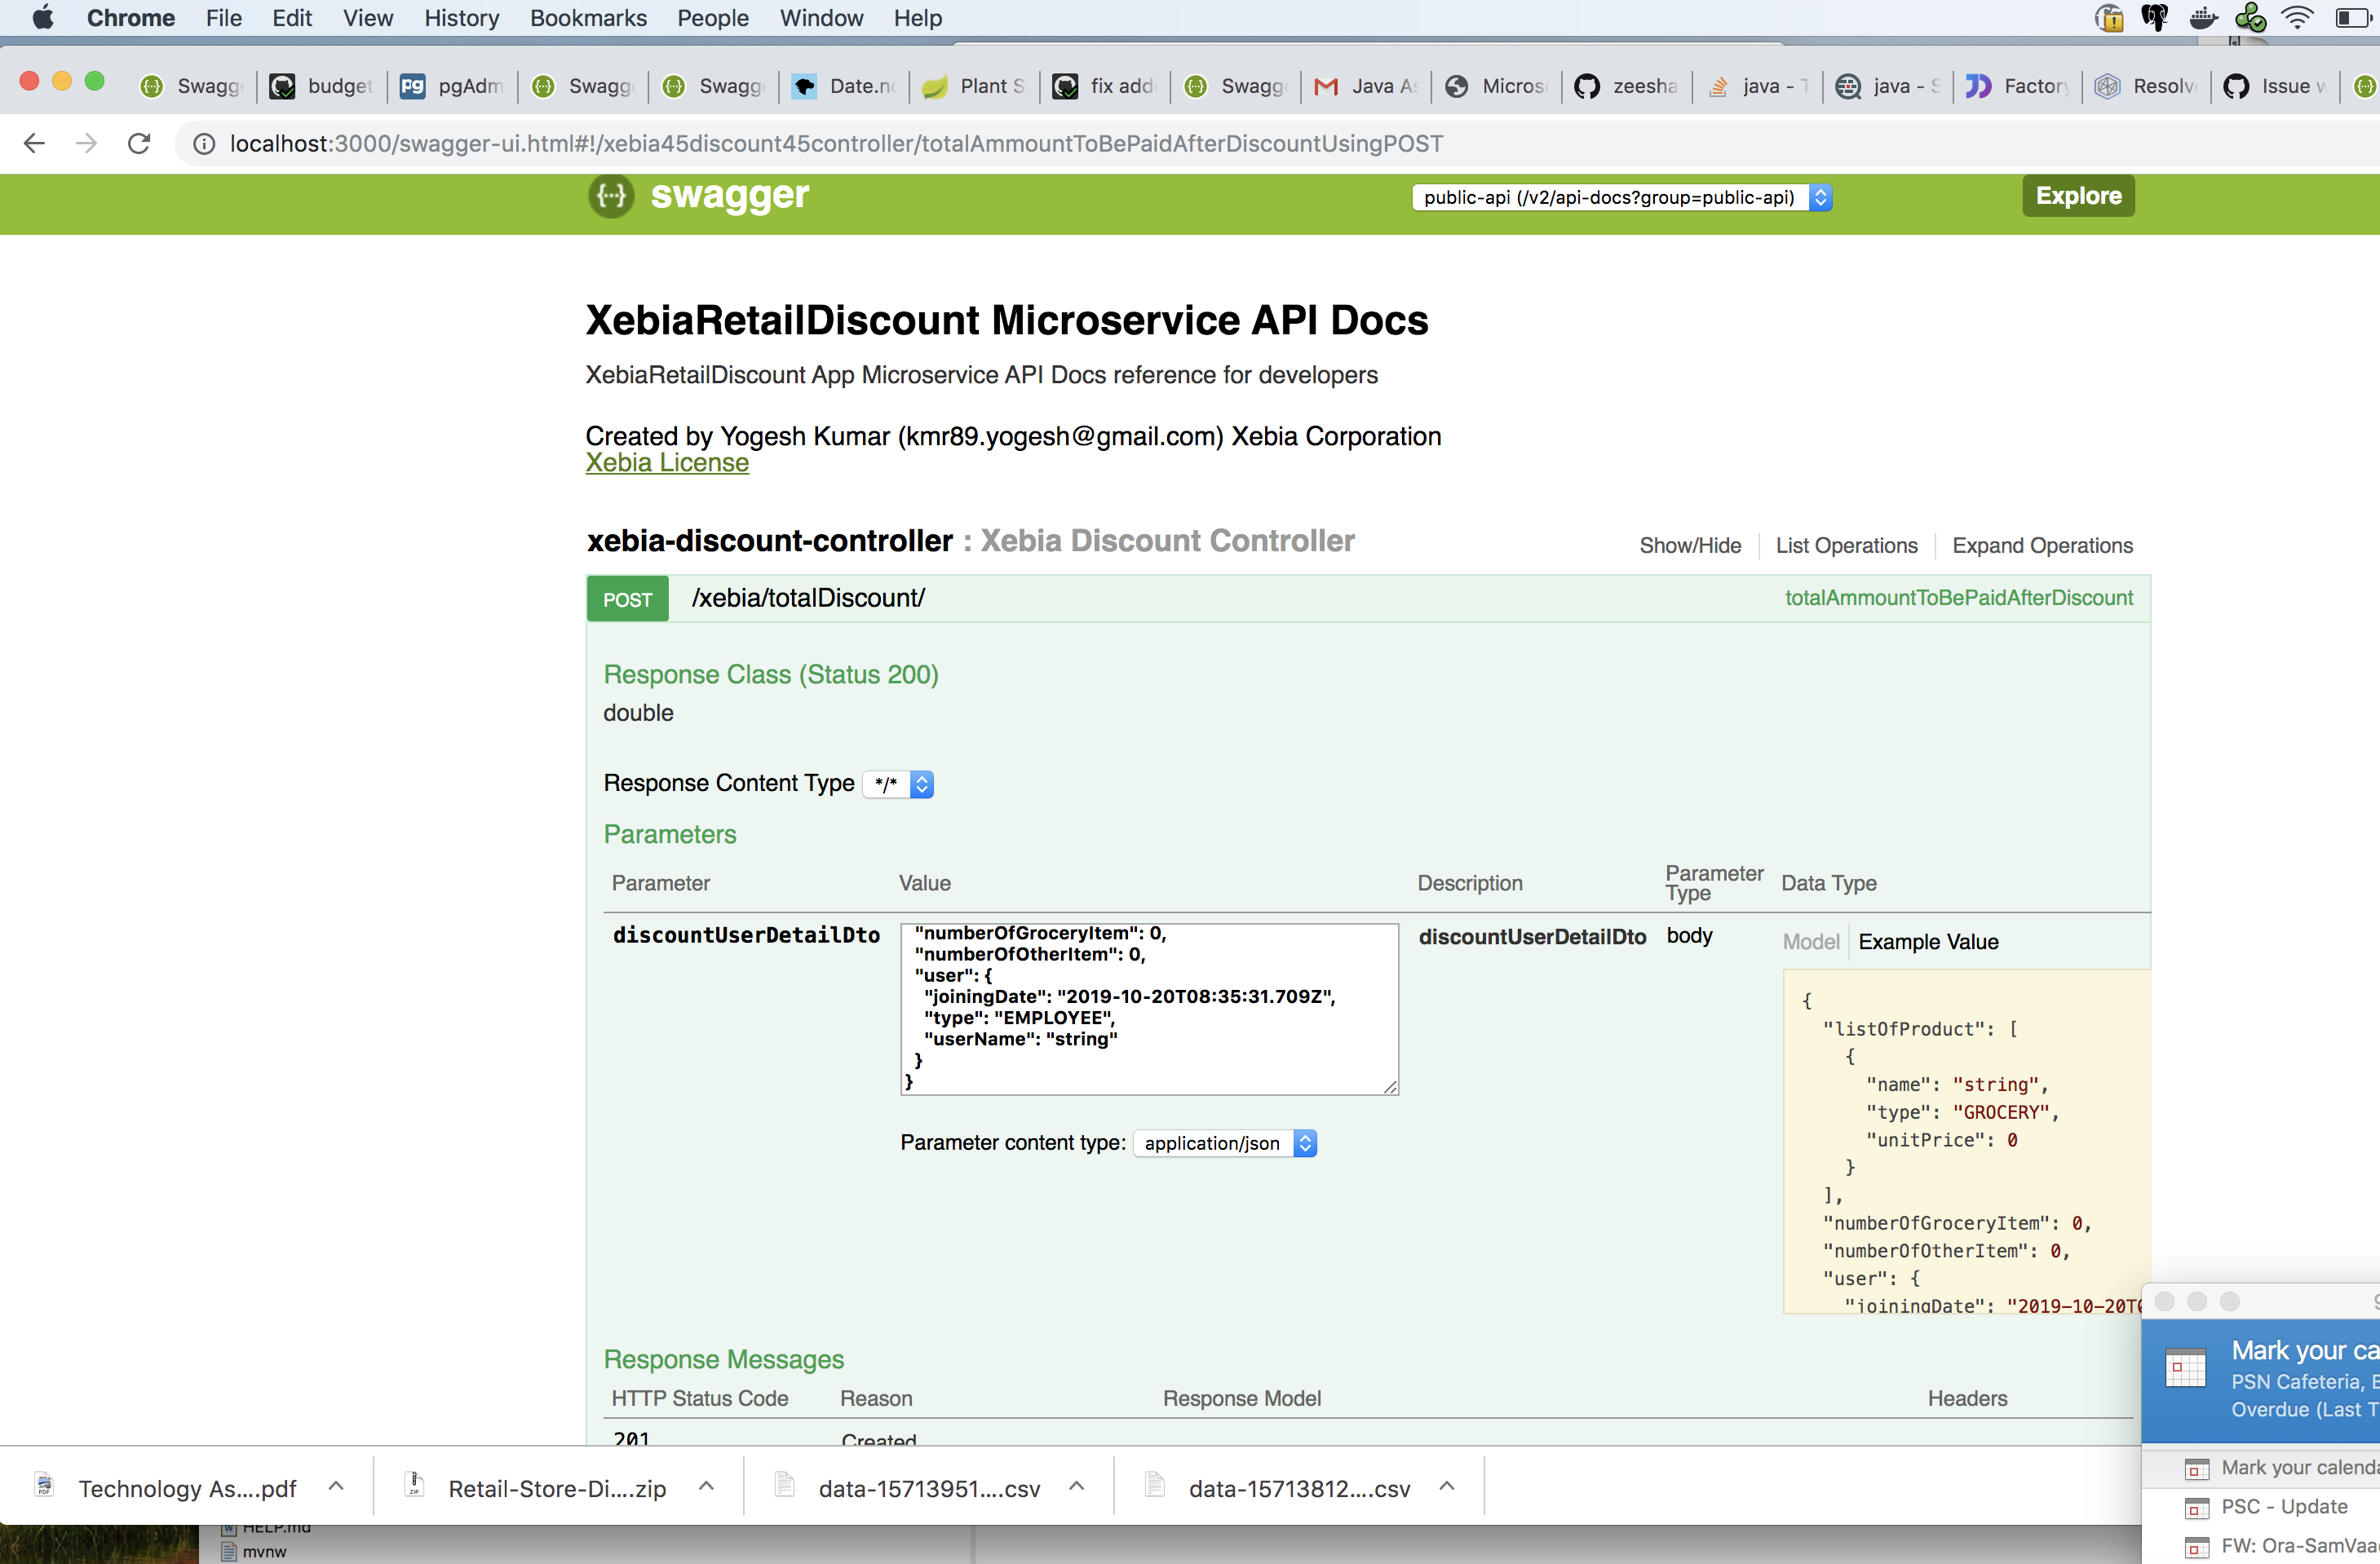 Chrome File Edit View History Bookmarks People Window Help
Swagg budget pgAdm Swagg Swagg Date.n Plant S fix add Swagg Java A Micros zeesha java - java - S Factor Resolv Issue w
localhost:3000/swagger-ui.html#!/xebia45discount45controller/totalAmmountToBePaidAfterDiscountUsingPOST
swagger
public-api (/v2/api-docs?group=public-api)
Explore
XebiaRetailDiscount Microservice API Docs
XebiaRetailDiscount App Microservice API Docs reference for developers
Created by Yogesh Kumar (kmr89.yogesh@gmail.com) Xebia Corporation
Xebia License
xebia-discount-controller : Xebia Discount Controller
Show/Hide List Operations Expand Operations
POST /xebia/totalDiscount/ totalAmmountToBePaidAfterDiscount
Response Class (Status 200)
double
Response Content Type */*
Parameters
Parameter Value Description Parameter Type Data Type
discountUserDetailDto
"numberOfGroceryItem": 0,
"numberOfOtherItem": 0,
"user": {
"joiningDate": "2019-10-20T08:35:31.709Z",
"type": "EMPLOYEE",
"userName": "string"
}
}
discountUserDetailDto body
Model Example Value
{
"listOfProduct": [
{
"name": "string",
"type": "GROCERY",
"unitPrice": 0
}
],
"numberOfGroceryItem": 0,
"numberOfOtherItem": 0,
"user": {
"joiningDate": "2019-10-20T
Parameter content type: application/json
Response Messages
HTTP Status Code Reason Response Model Headers
201 Created
Mark your ca
PSN Cafeteria,
Overdue (Last T
Mark your calenda
PSC - Update
FW: Ora-SamVaa
Technology As....pdf Retail-Store-Di....zip data-15713951....csv data-15713812....csv
HELP.md
mvnw